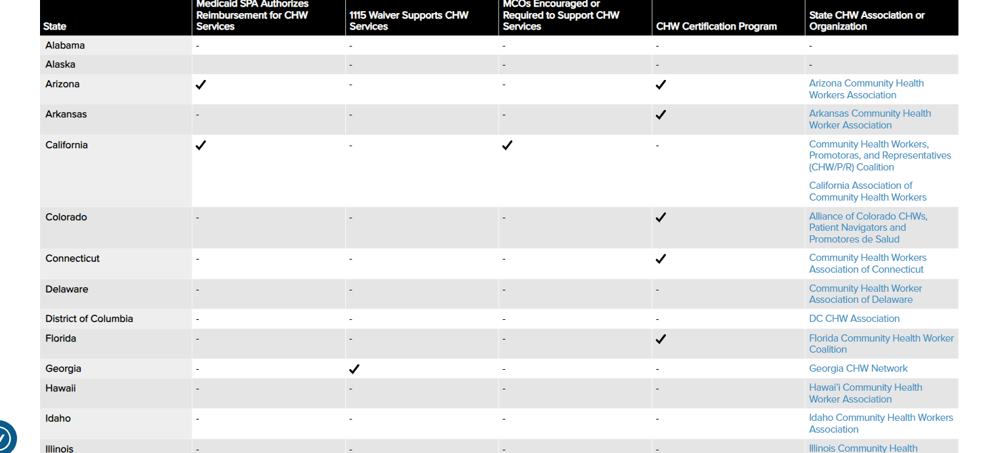 Medicaid SPA Authorizes
Reimbursement for CHW
Services
1115 Waiver Supports CHW
Services
MCOs Encouraged or
Required to Support CHW
Services
State
CHW Certification Program
State CHW Association or
Organization
Alabama - - - - -
Alaska - - - -
Arizona ✓ - - ✓ Arizona Community Health
Workers Association
Arkansas - - - ✓ Arkansas Community Health
Worker Association
California ✓ - ✓ - Community Health Workers,
Promotoras, and Representatives
(CHW/P/R) Coalition
California Association of
Community Health Workers
Colorado - - - ✓ Alliance of Colorado CHWs,
Patient Navigators and
Promotores de Salud
Connecticut - - - ✓ Community Health Workers
Association of Connecticut
Delaware - - - - Community Health Worker
Association of Delaware
District of Columbia - - - - DC CHW Association
Florida - - - ✓ Florida Community Health Worker
Coalition
Georgia - ✓ - - Georgia CHW Network
Hawaii - - - - Hawai’i Community Health
Worker Association
Idaho - - - - Idaho Community Health Workers
Association
Illinois - - - - Illinois Community Health